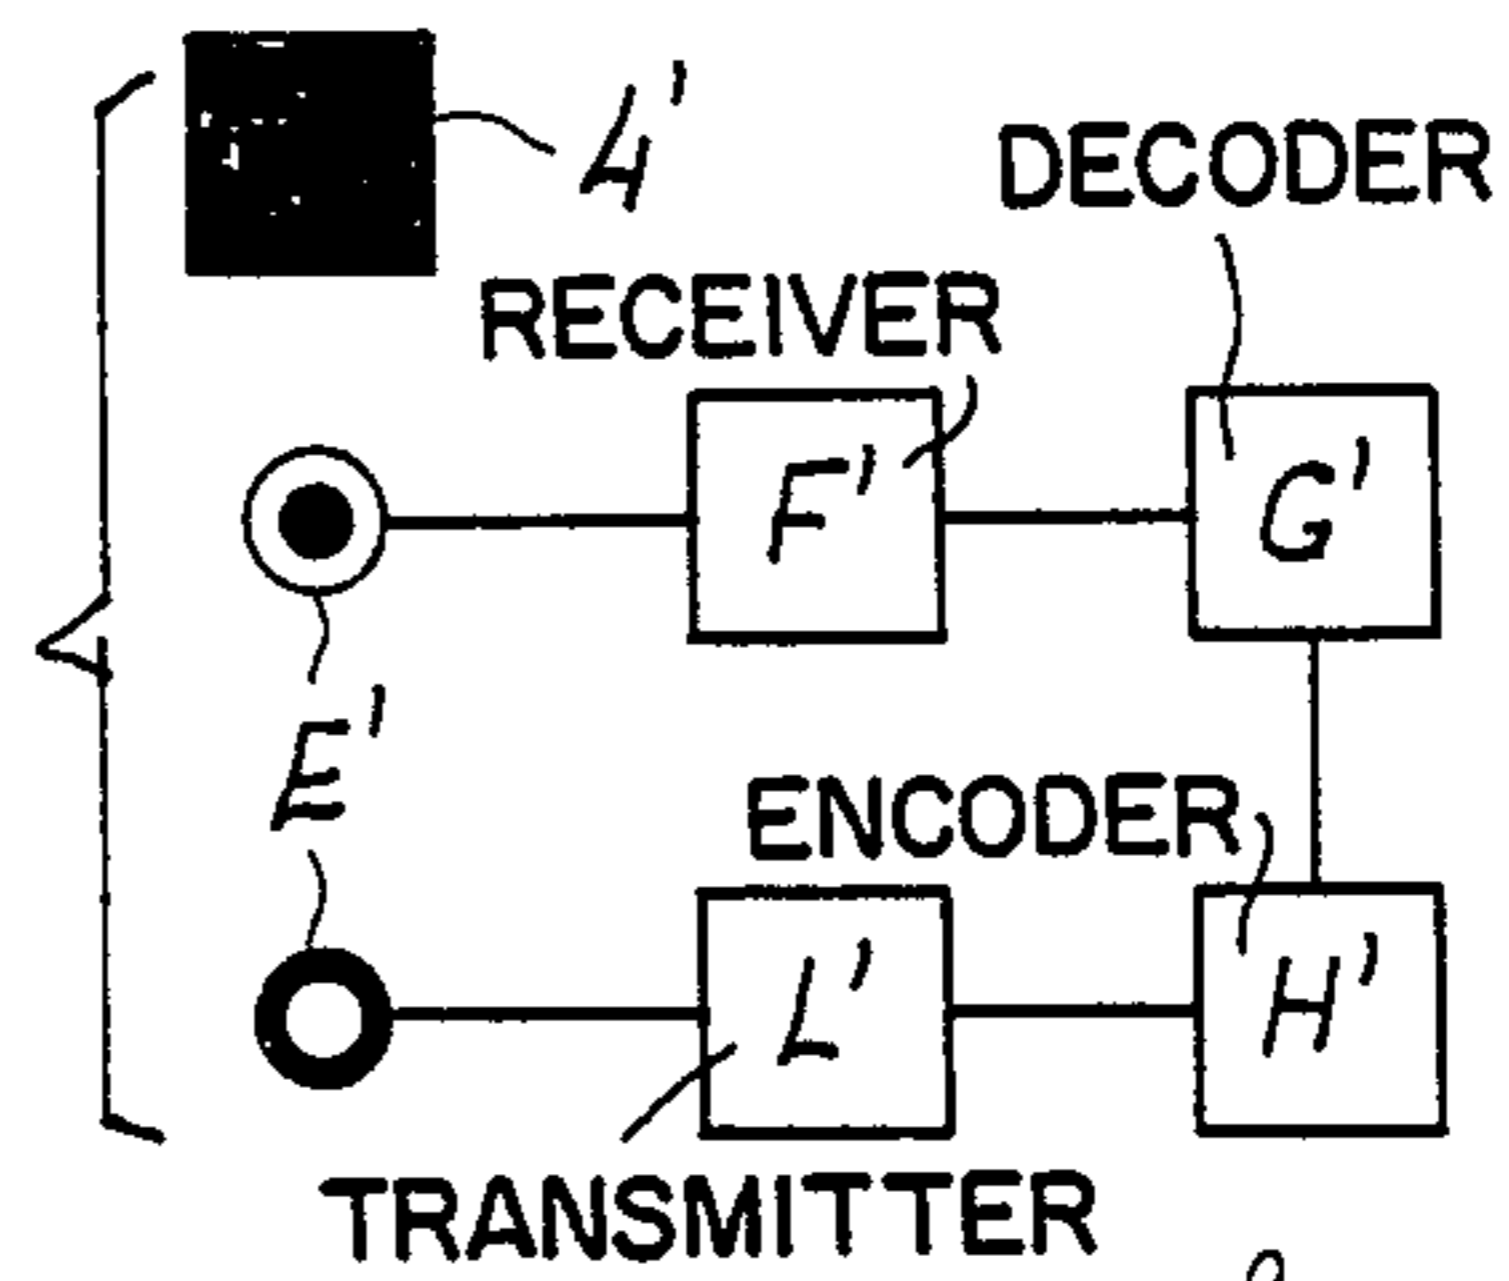 4'
DECODER
RECEIVER
F'
G'
E'
ENCODER
L'
H'
TRANSMITTER